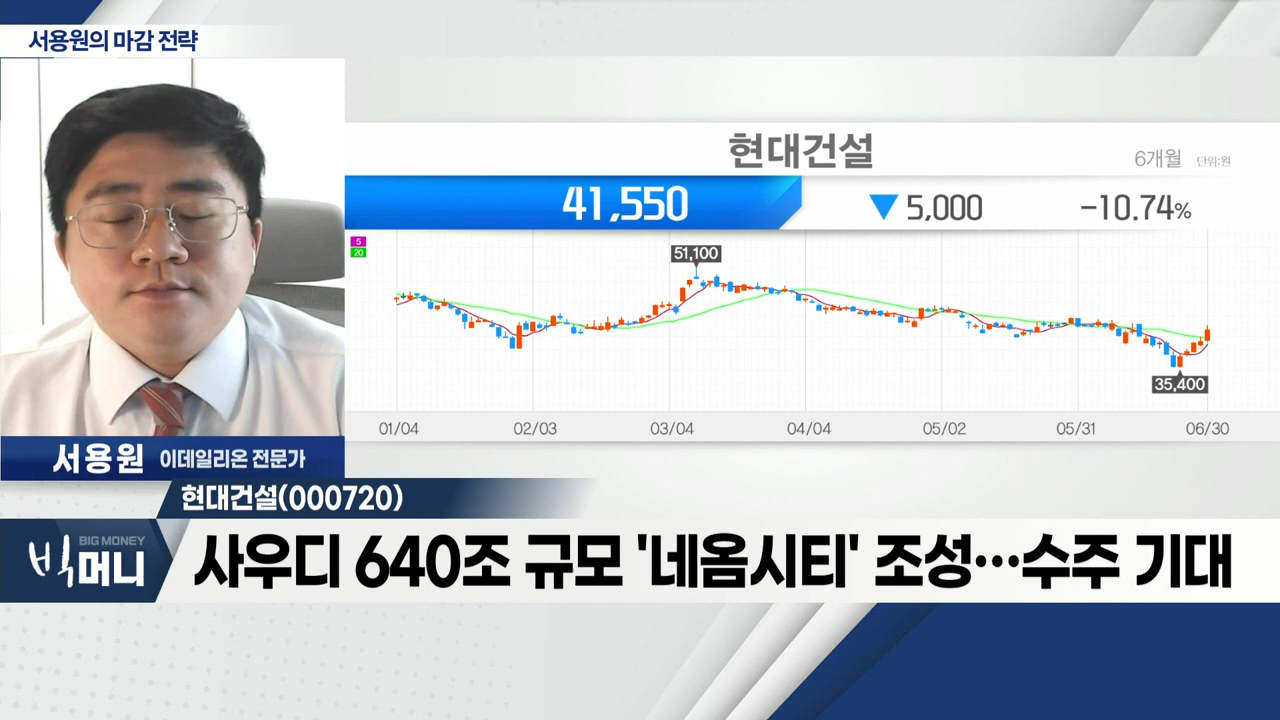 서용원의 마감 전략
현대건설
6개월 단위:원
41,550 ▼ 5,000 -10.74%
5
20
51,100
35,400
01/04 02/03 03/04 04/04 05/02 05/31 06/30
서용원 이데일리온 전문가
현대건설(000720)
BIG MONEY
빅머니
사우디 640조 규모 '네옴시티' 조성…수주 기대